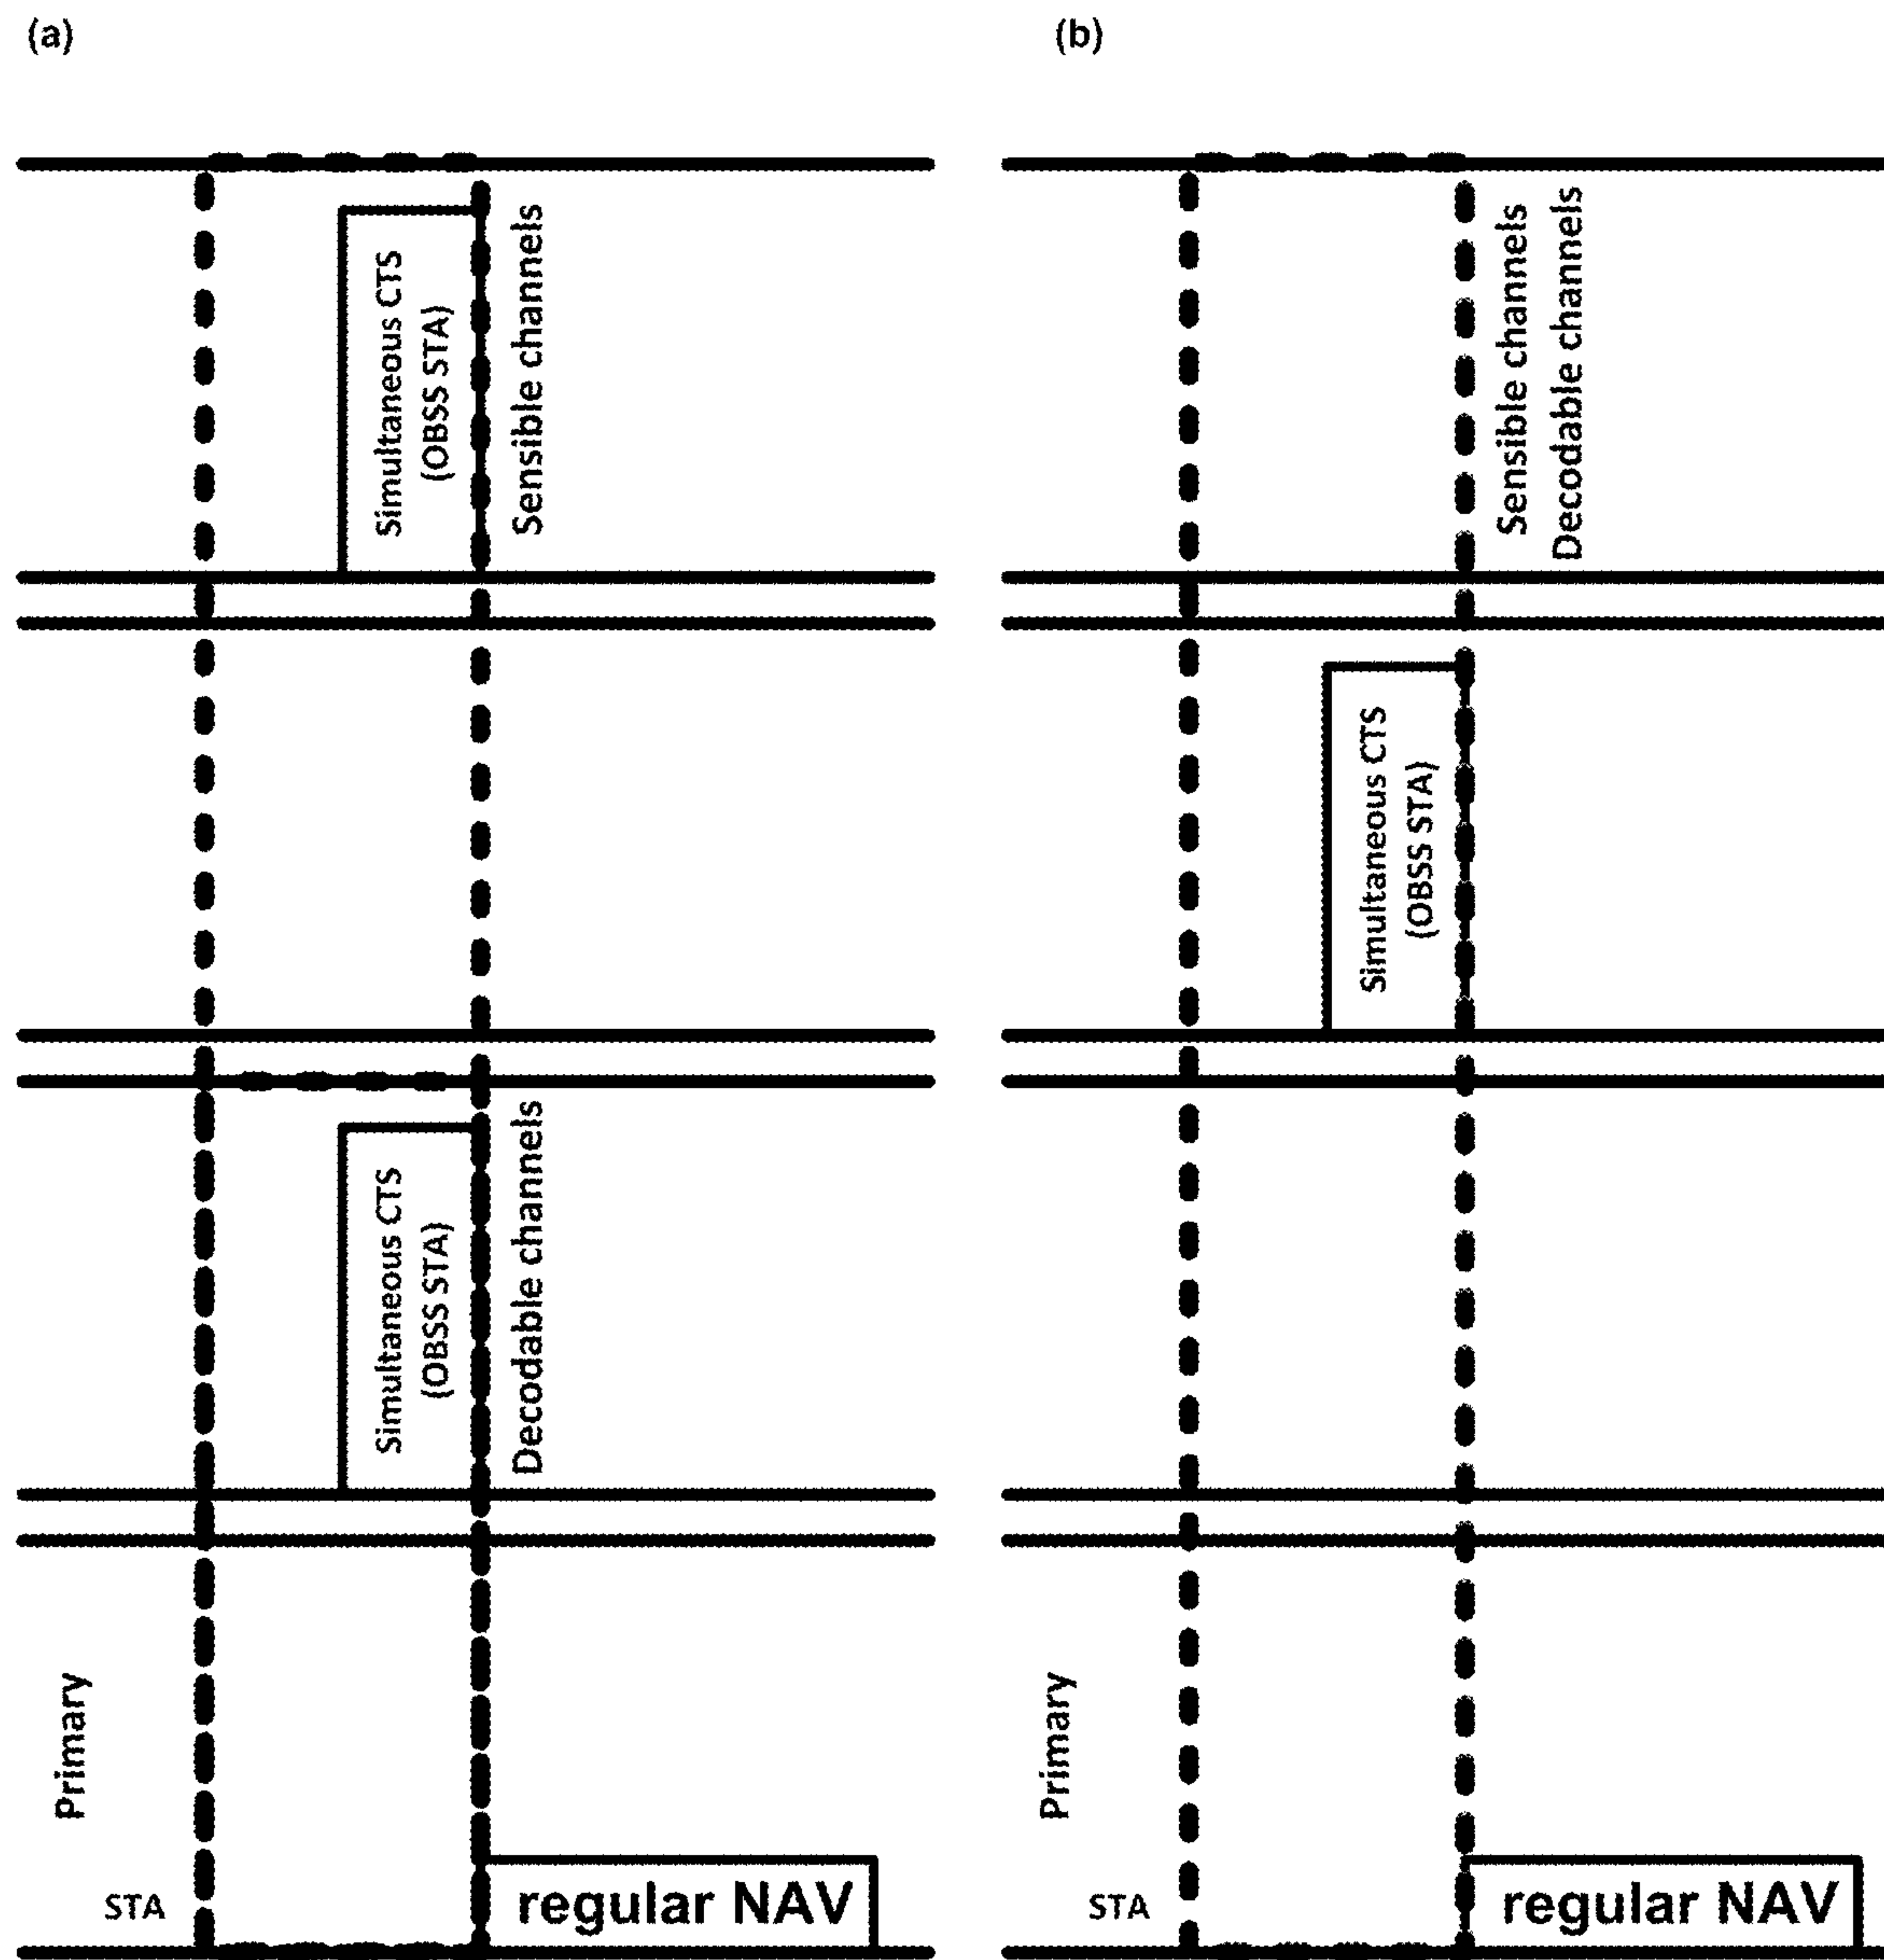 (a)
Simultaneous CTS
(OBSS STA)
Sensible channels
Simultaneous CTS
(OBSS STA)
Decodable channels
Primary
STA
regular NAV
(b)
Sensible channels
Decodable channels
Simultaneous CTS
(OBSS STA)
Primary
STA
regular NAV